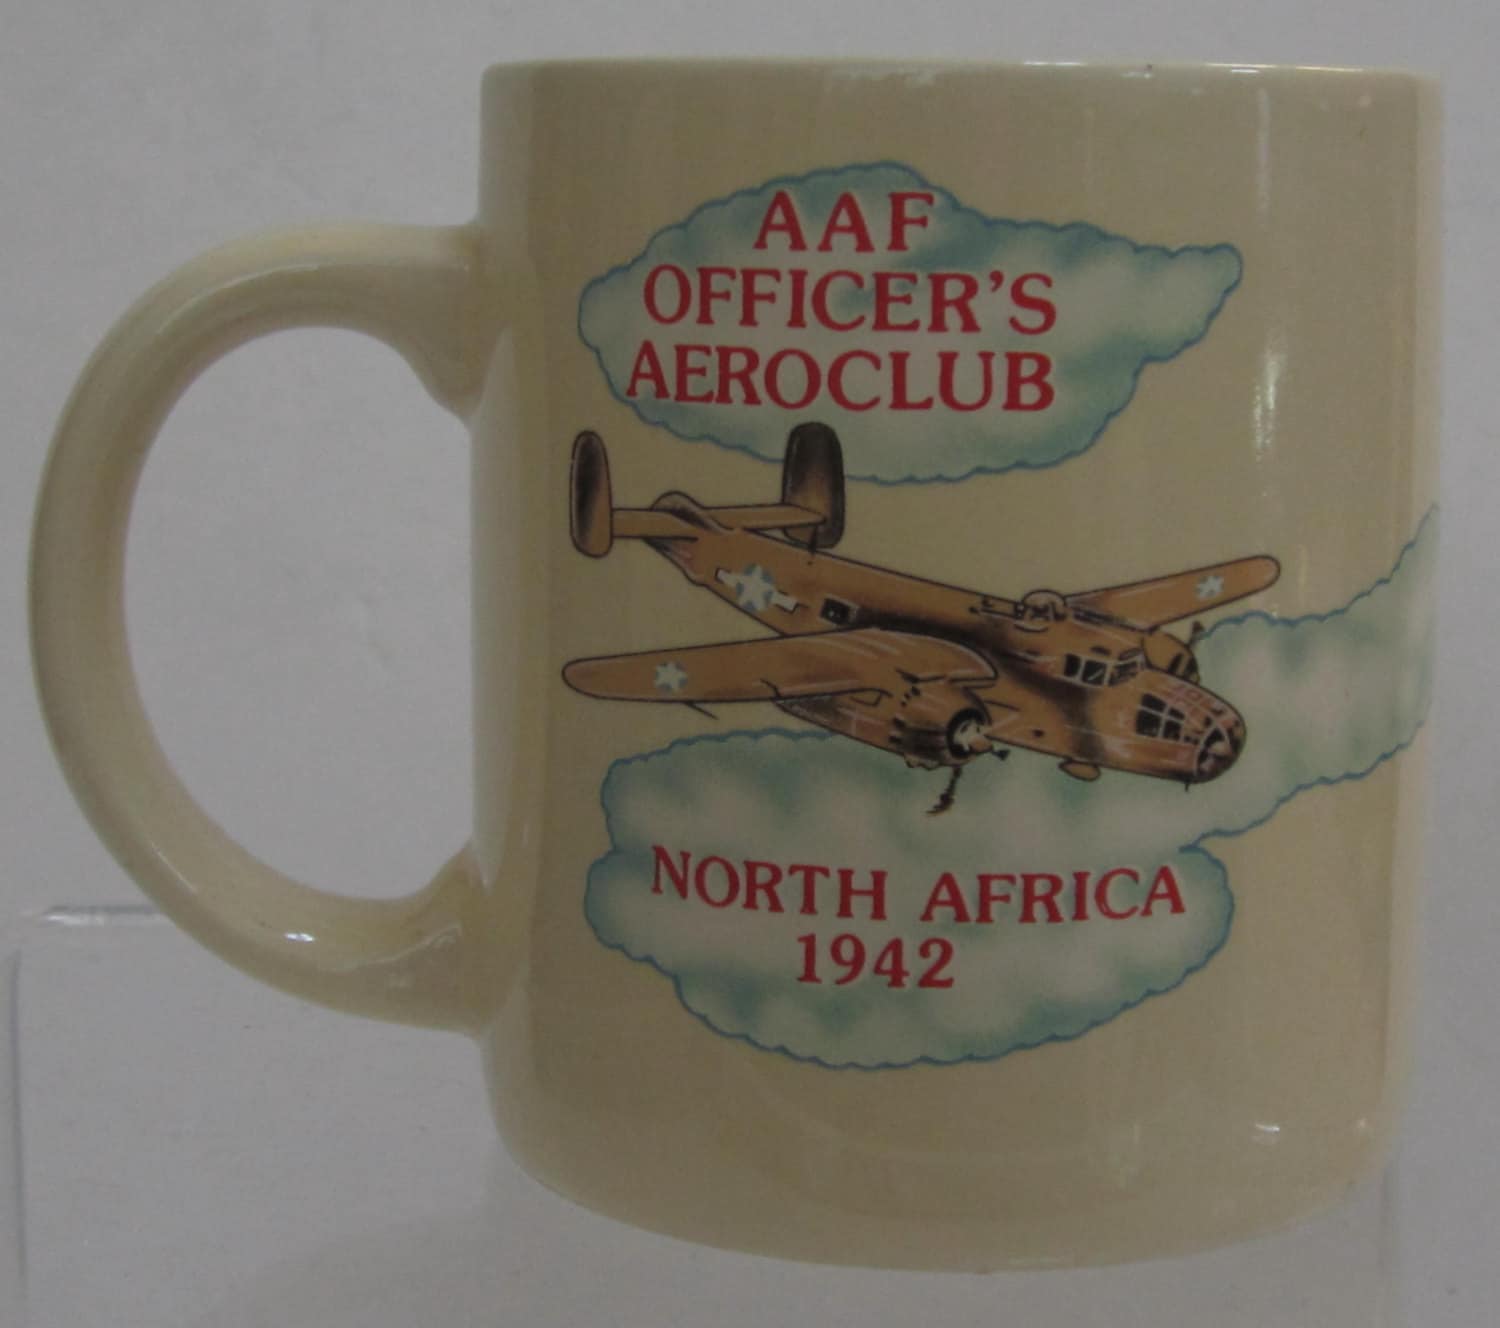 AAF
OFFICER'S
AEROCLUB
NORTH AFRICA
1942